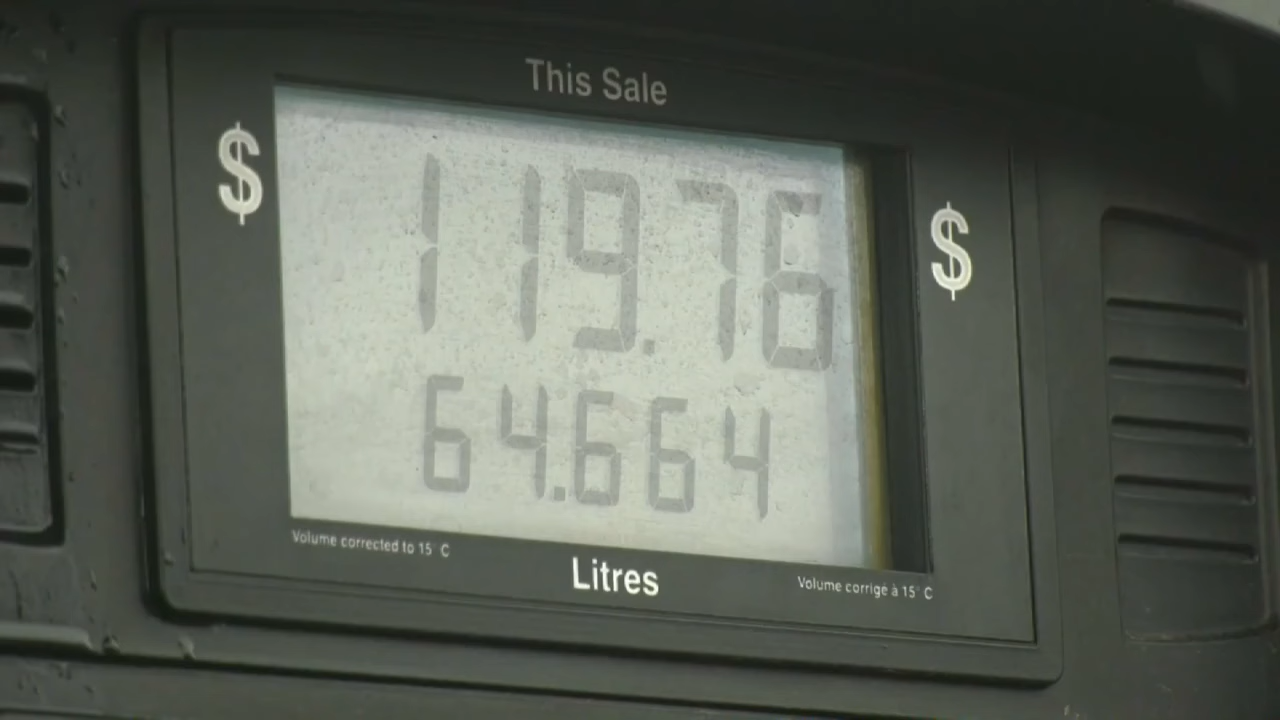 This Sale
$ 119.76 $
64.664
Volume corrected to 15°C
Litres
Volume corrigé à 15°C